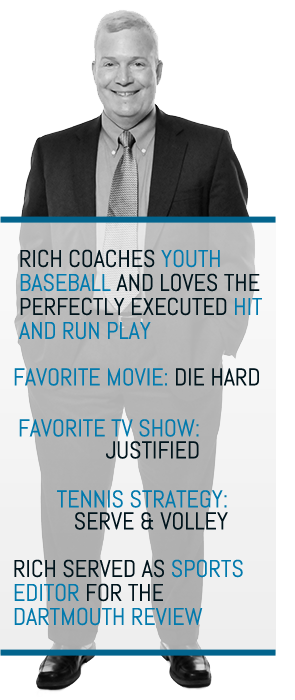 RICH COACHES YOUTH
BASEBALL AND LOVES THE
PERFECTLY EXECUTED HIT
AND RUN PLAY
FAVORITE MOVIE: DIE HARD
FAVORITE TV SHOW:
JUSTIFIED
TENNIS STRATEGY:
SERVE & VOLLEY
RICH SERVED AS SPORTS
EDITOR FOR THE
DARTMOUTH REVIEW